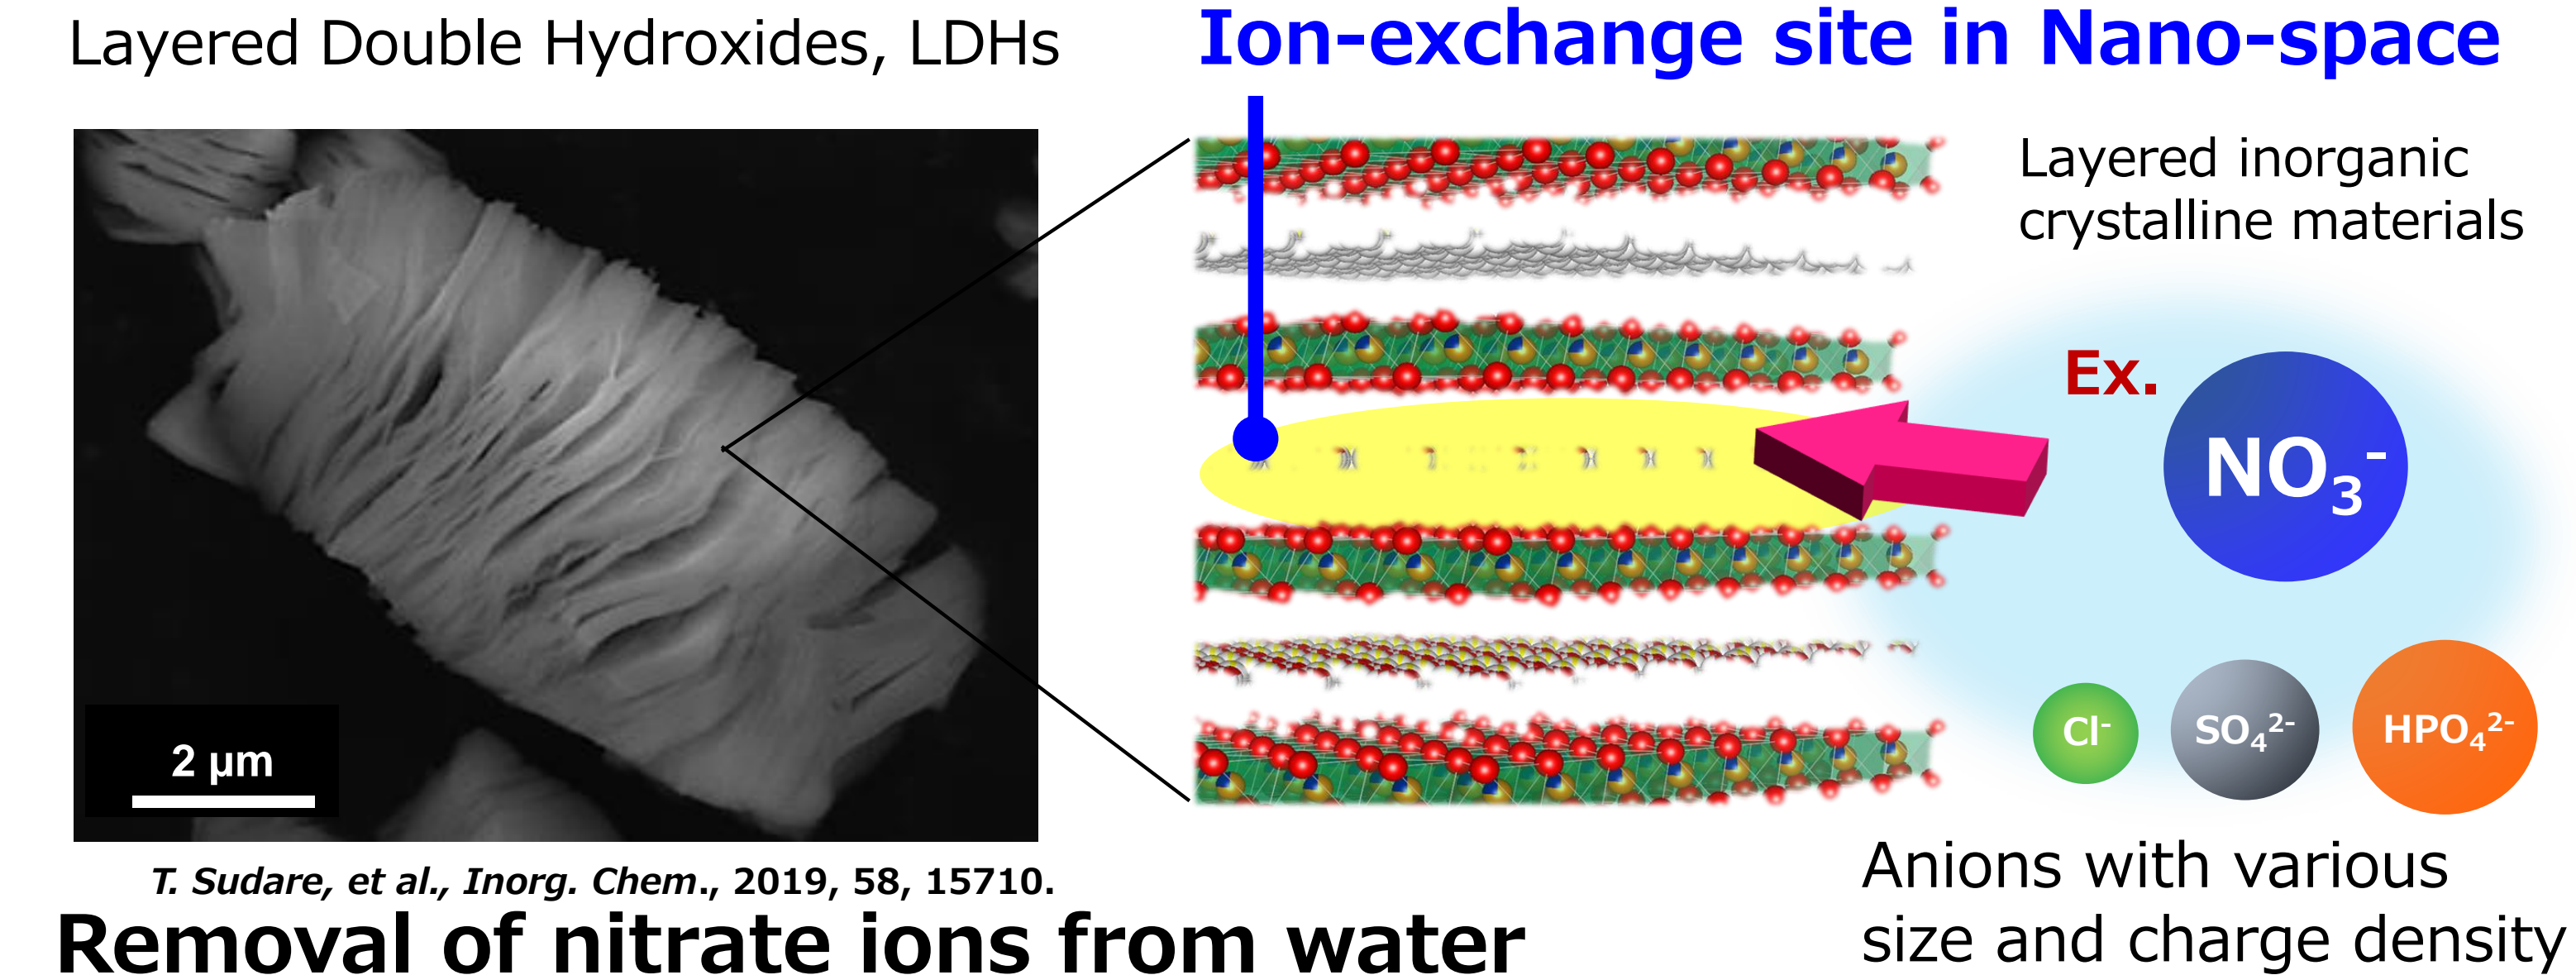 Layered Double Hydroxides, LDHs
Ion-exchange site in Nano-space
Layered inorganic
crystalline materials
Ex.
NO₃⁻
Cl⁻
SO₄²⁻
HPO₄²⁻
2 μm
T. Sudare, et al., Inorg. Chem., 2019, 58, 15710.
Removal of nitrate ions from water
Anions with various
size and charge density